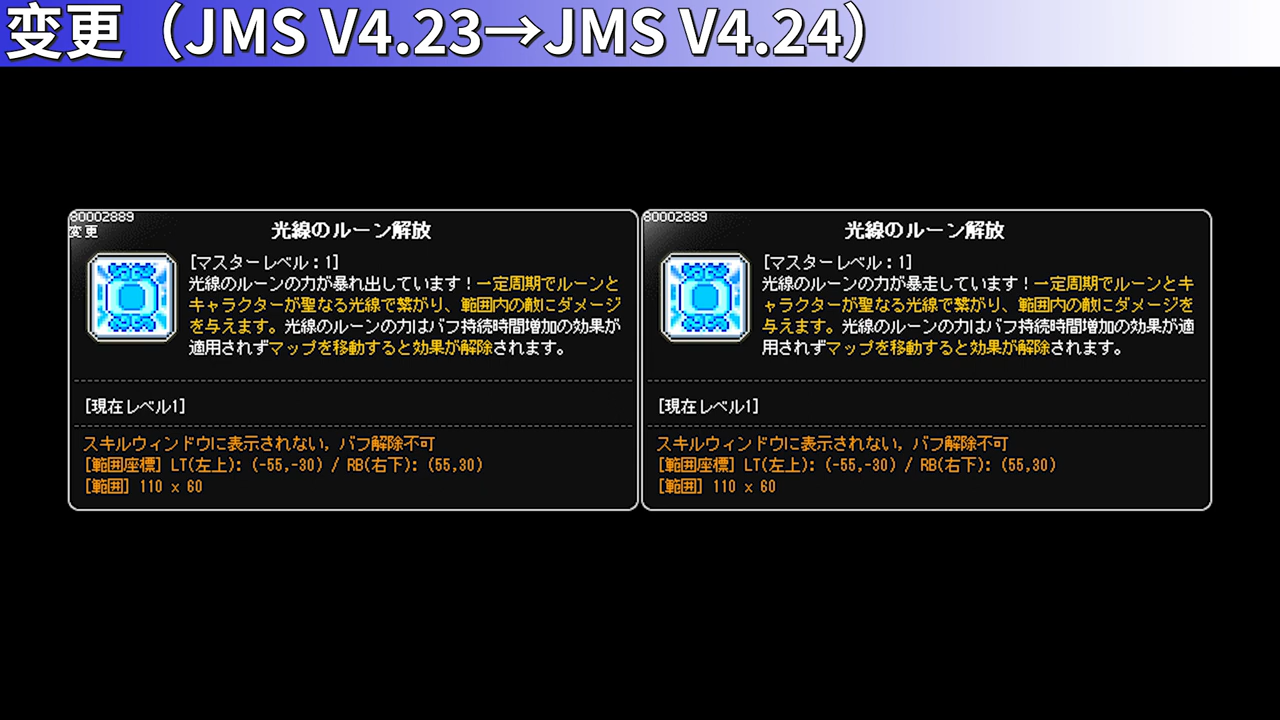 変更（JMS V4.23→JMS V4.24）
80002889
変更
光線のルーン解放
[マスターレベル：1]
光線のルーンの力が暴れ出しています！一定周期でルーンと
キャラクターが聖なる光線で繋がり、範囲内の敵にダメージ
を与えます。光線のルーンの力はバフ持続時間増加の効果が
適用されずマップを移動すると効果が解除されます。
[現在レベル1]
スキルウィンドウに表示されない, バフ解除不可
[範囲座標] LT(左上): (-55,-30) / RB(右下): (55,30)
[範囲] 110 x 60
80002889
光線のルーン解放
[マスターレベル：1]
光線のルーンの力が暴走しています！一定周期でルーンとキ
ャラクターが聖なる光線で繋がり、範囲内の敵にダメージを
与えます。光線のルーンの力はバフ持続時間増加の効果が適
用されずマップを移動すると効果が解除されます。
[現在レベル1]
スキルウィンドウに表示されない, バフ解除不可
[範囲座標] LT(左上): (-55,-30) / RB(右下): (55,30)
[範囲] 110 x 60